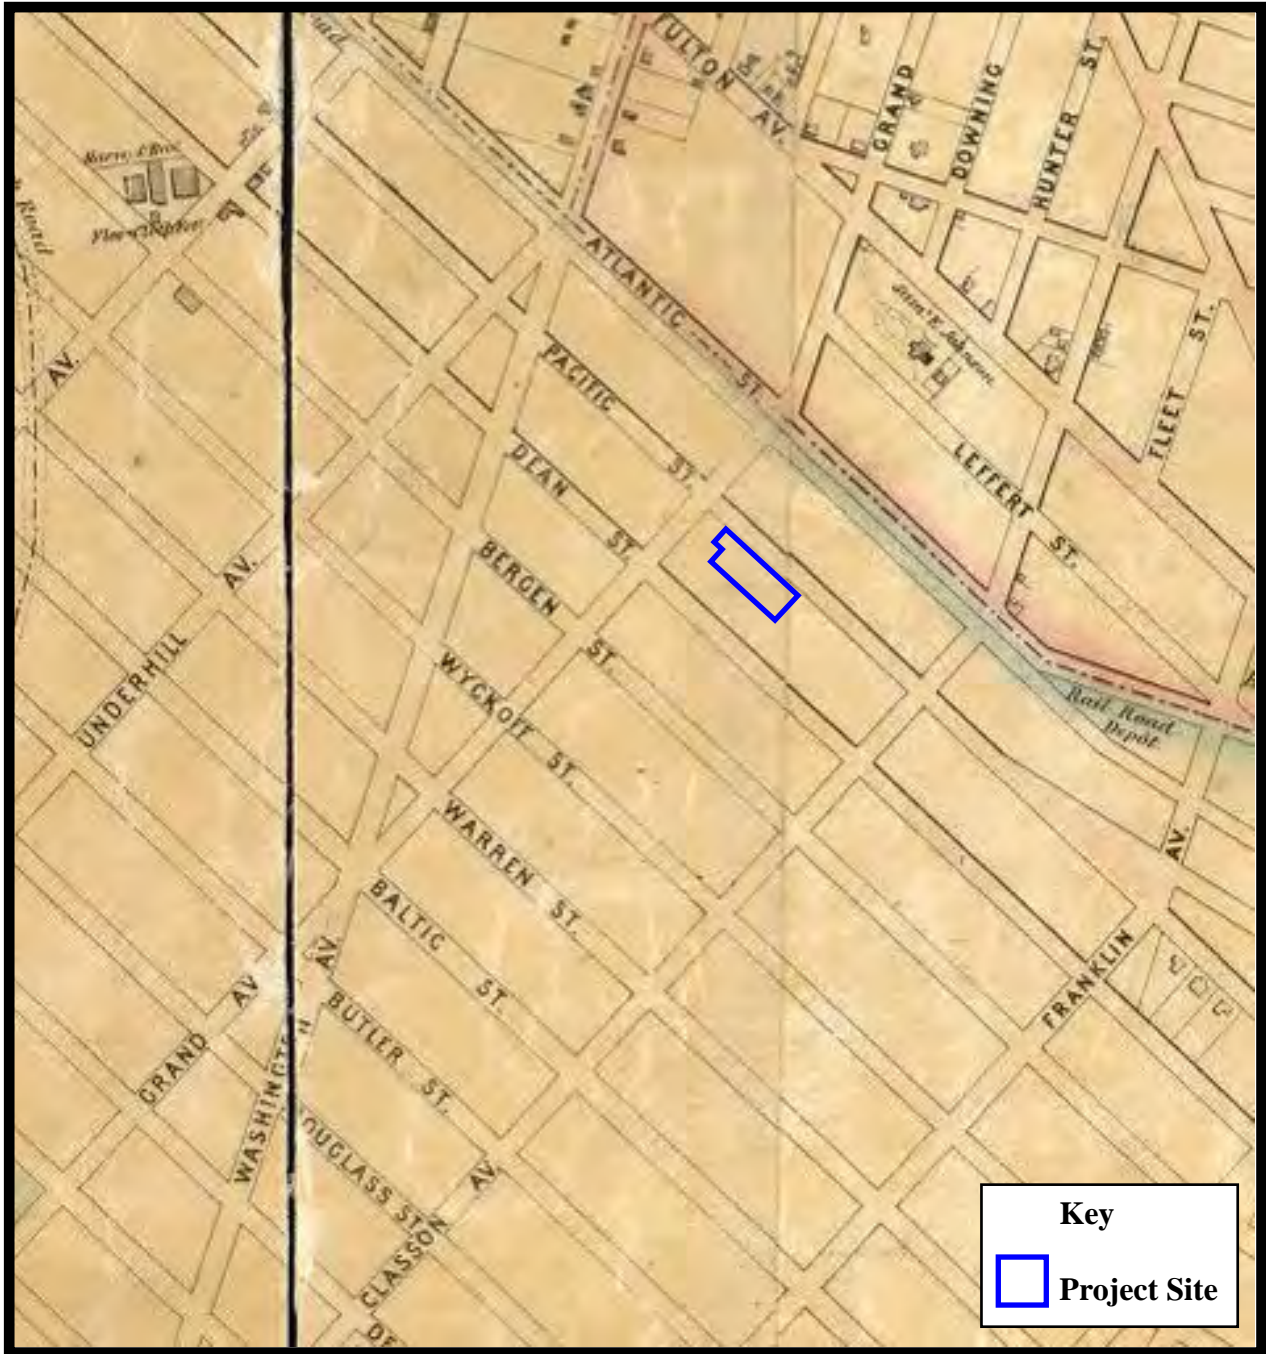 FULTON
AV.
GRAND
DOWNING
HUNTER
ST.
Road
ATLANTIC
ST.
FLEET
ST.
AV.
PACIFIC
ST.
LEFFERT
ST.
DEAN
ST.
AV.
BERGEN
ST.
UNDERHILL
WYCKOFF
ST.
Rail Road
Depot
WARREN
ST.
AV.
BALTIC
ST.
AV
AV
FRANKLIN
BUTLER
ST.
GRAND
WASHINGTON
DOUGLASS ST.
AV.
CLASSON
DE
Key
Project Site